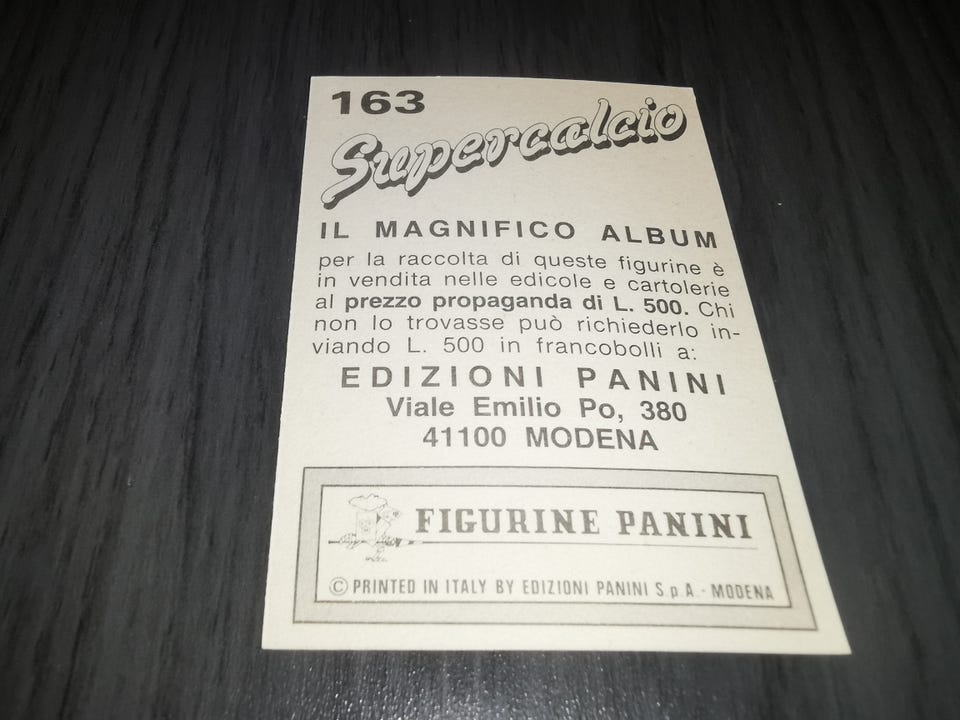 163
Supercalcio
IL MAGNIFICO ALBUM
per la raccolta di queste figurine è
in vendita nelle edicole e cartolerie
al prezzo propaganda di L. 500. Chi
non lo trovasse può richiederlo in-
viando L. 500 in francobolli a:
EDIZIONI PANINI
Viale Emilio Po, 380
41100 MODENA
FIGURINE PANINI
© PRINTED IN ITALY BY EDIZIONI PANINI S.p.A. - MODENA